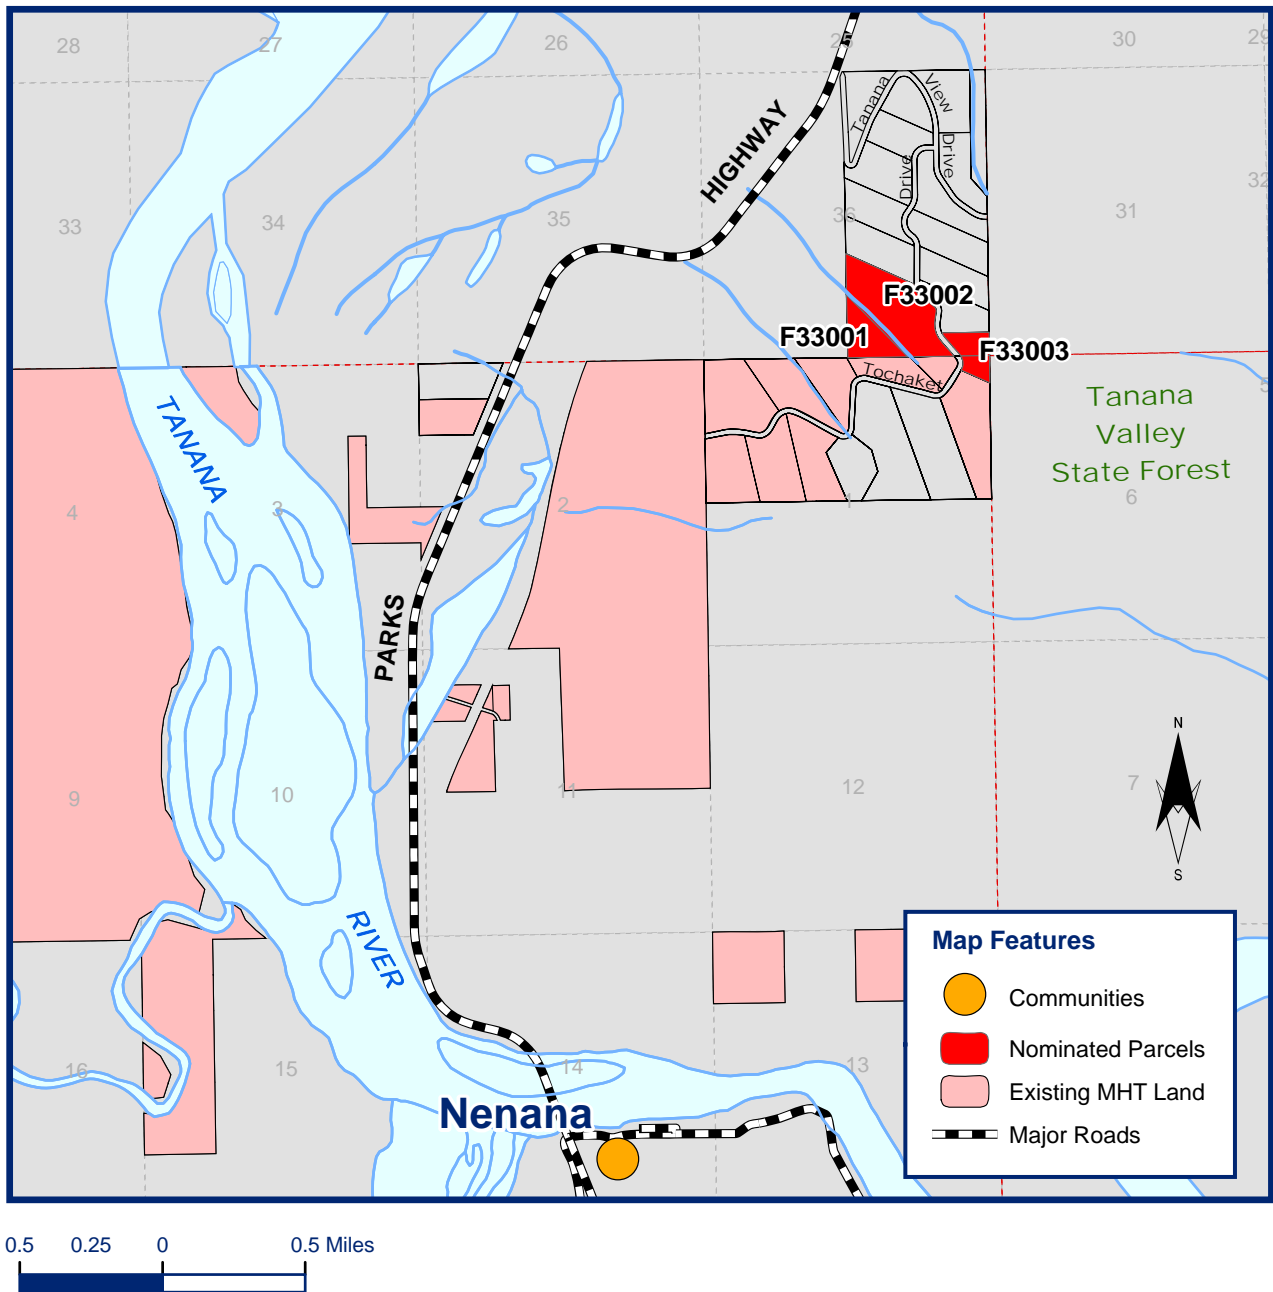 28
27
26
25
30
29
Tanana
View
Drive
Drive
HIGHWAY
33
34
35
36
31
32
F33002
F33001
F33003
Tochaket
TANANA
Tanana
Valley
State Forest
4
3
2
1
6
5
PARKS
N
S
9
10
11
12
7
RIVER
Map Features
Communities
Nominated Parcels
Existing MHT Land
Major Roads
16
15
14
13
Nenana
0.5 0.25 0 0.5 Miles